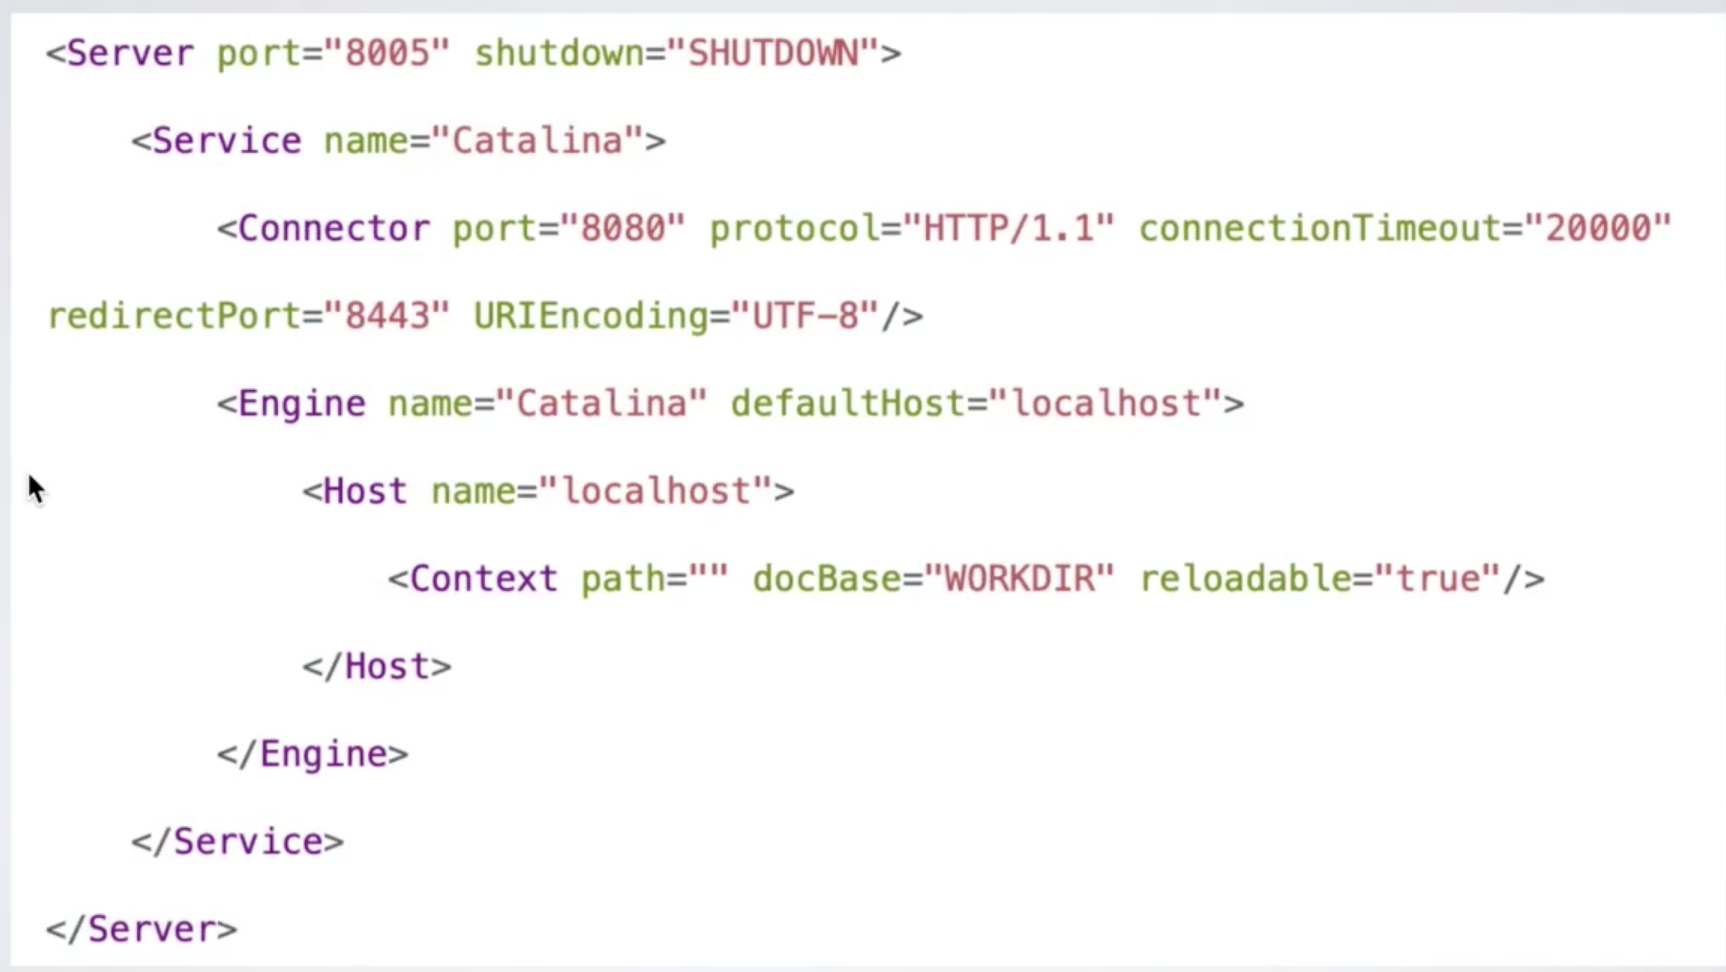 <Server port="8005" shutdown="SHUTDOWN">
<Service name="Catalina">
<Connector port="8080" protocol="HTTP/1.1" connectionTimeout="20000"
redirectPort="8443" URIEncoding="UTF-8"/>
<Engine name="Catalina" defaultHost="localhost">
<Host name="localhost">
<Context path="" docBase="WORKDIR" reloadable="true"/>
</Host>
</Engine>
</Service>
</Server>